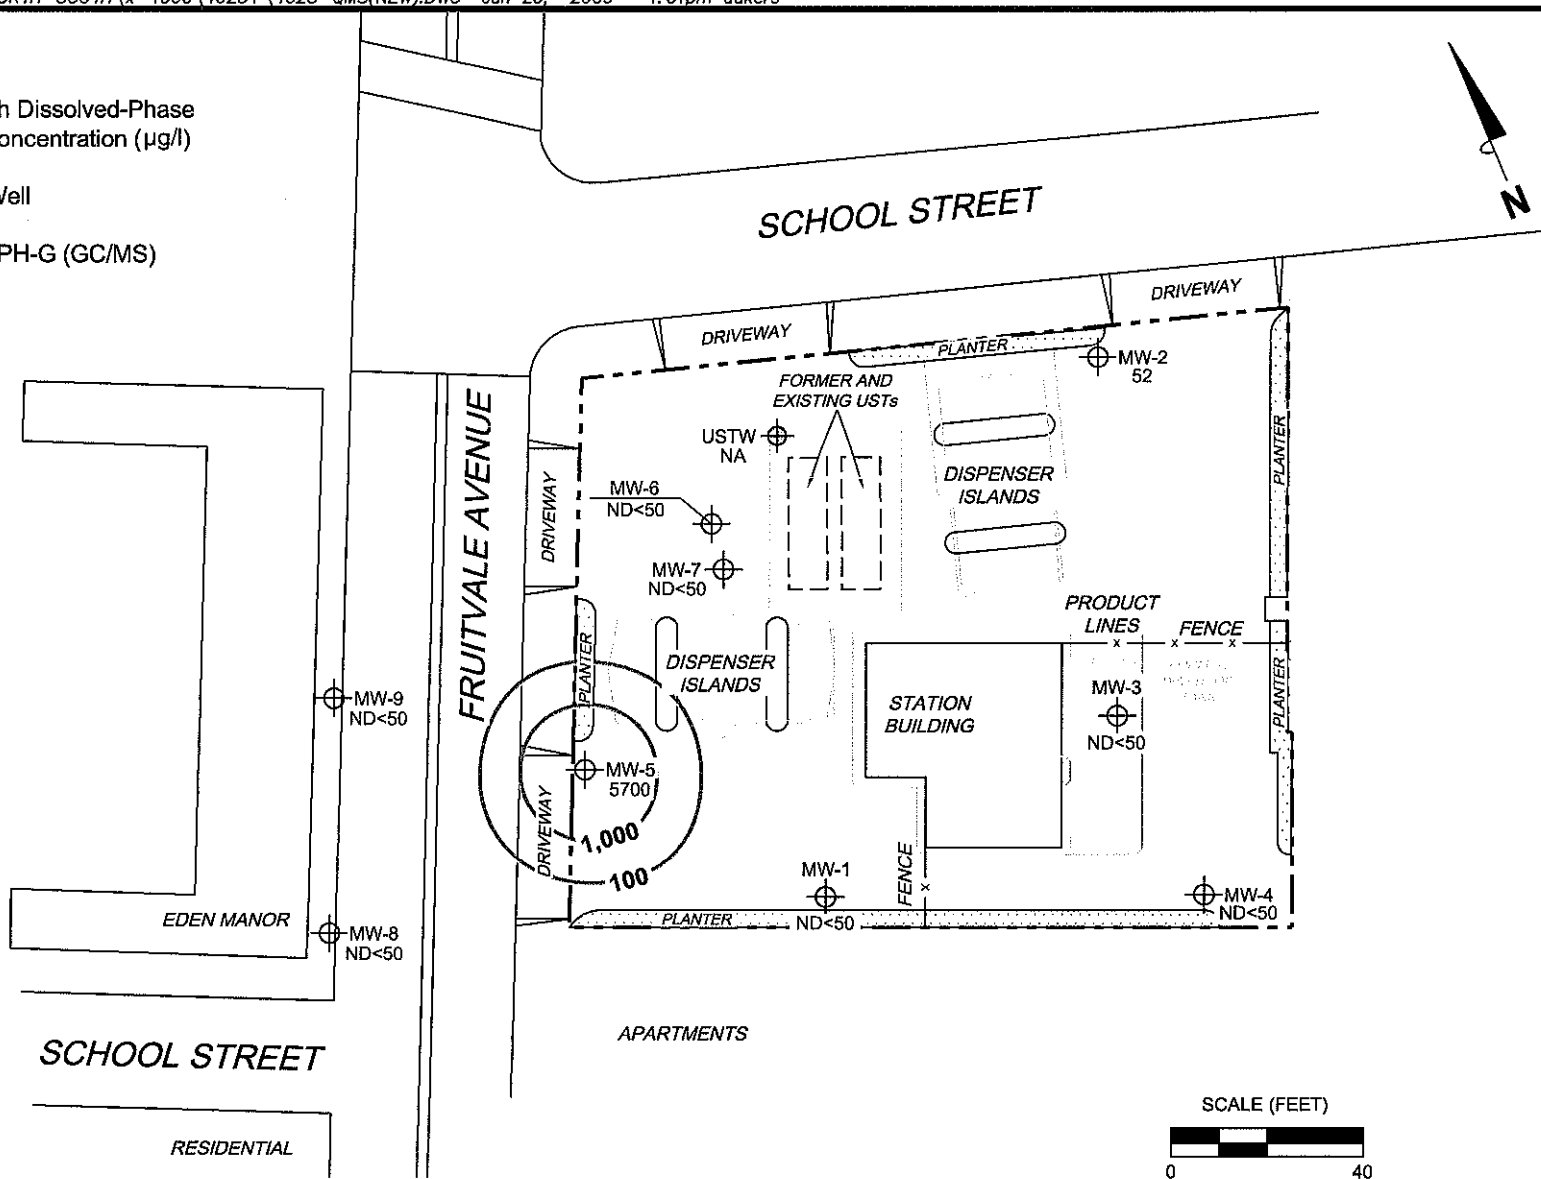 h Dissolved-Phase
oncentration (µg/l)
Vell
PH-G (GC/MS)
N
SCHOOL STREET
DRIVEWAY
DRIVEWAY
PLANTER
MW-2
52
FORMER AND
EXISTING USTs
USTW
NA
FRUITVALE AVENUE
DRIVEWAY
MW-6
ND<50
DISPENSER
ISLANDS
PLANTER
MW-7
ND<50
PRODUCT
LINES
FENCE
x x x
PLANTER
DISPENSER
ISLANDS
PLANTER
MW-9
ND<50
STATION
BUILDING
MW-3
ND<50
MW-5
5700
DRIVEWAY
1,000
100
MW-1
ND<50
FENCE
x
MW-4
ND<50
PLANTER
EDEN MANOR
MW-8
ND<50
SCHOOL STREET
APARTMENTS
RESIDENTIAL
SCALE (FEET)
0 40